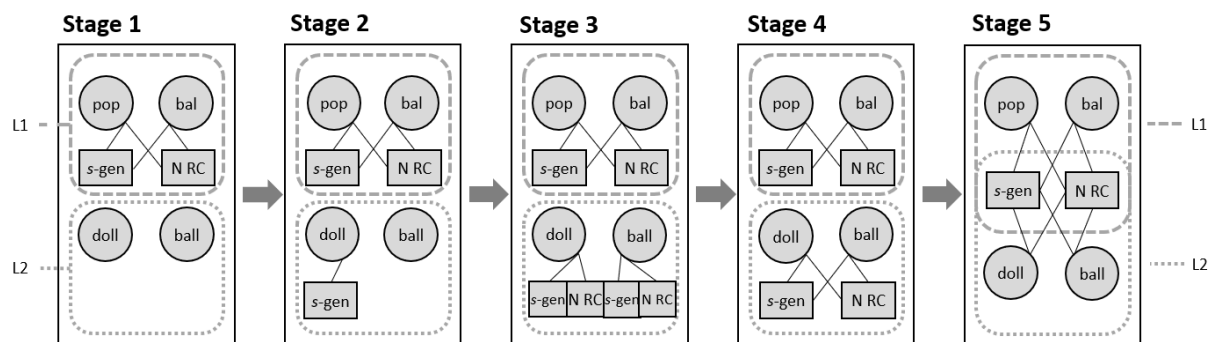 Stage 1 Stage 2 Stage 3 Stage 4 Stage 5
pop bal pop bal pop bal pop bal pop bal
L1 L1
s-gen N RC s-gen N RC s-gen N RC s-gen N RC
s-gen N RC
doll ball doll ball doll ball doll ball
L2 doll ball L2
s-gen s-gen N RC s-gen N RC s-gen N RC